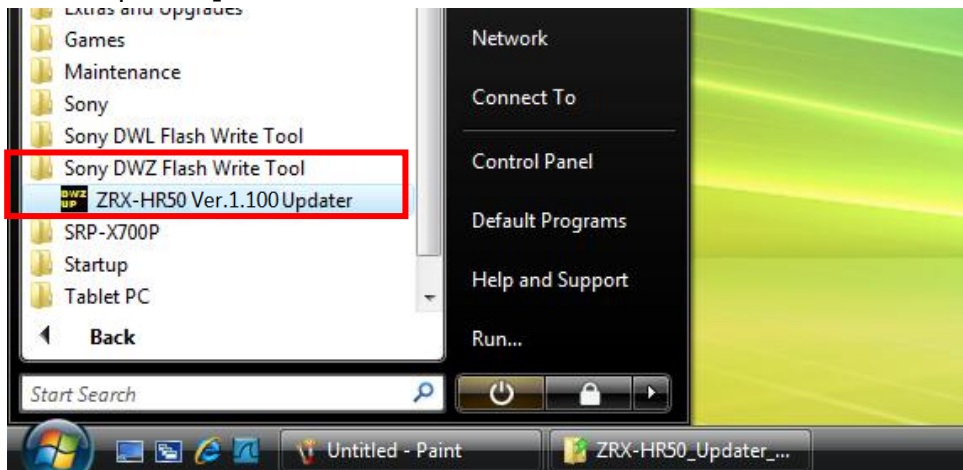 Extras and Upgrades
Games
Maintenance
Sony
Sony DWL Flash Write Tool
Sony DWZ Flash Write Tool
DWZ
UP
ZRX-HR50 Ver.1.100 Updater
SRP-X700P
Startup
Tablet PC
Back
Start Search
Network
Connect To
Control Panel
Default Programs
Help and Support
Run...
Untitled - Paint
ZRX-HR50_Updater_...